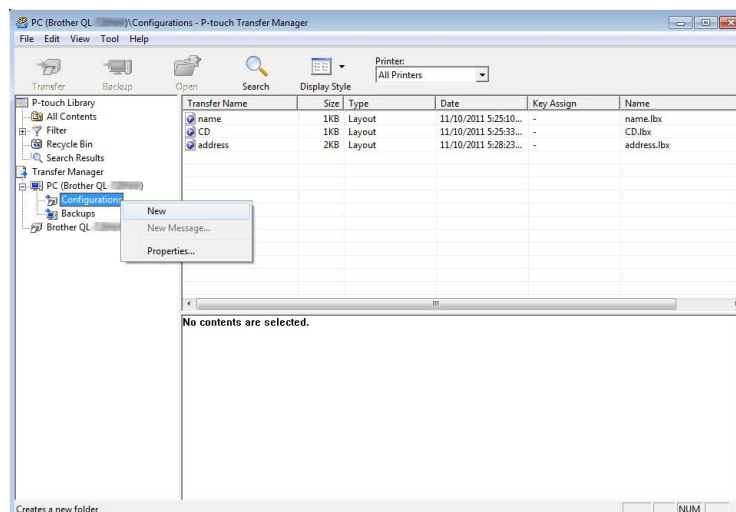 PC (Brother QL )\Configurations - P-touch Transfer Manager
File Edit View Tool Help
Transfer Backup Open Search Display Style
Printer:
All Printers
P-touch Library
All Contents
Filter
Recycle Bin
Search Results
Transfer Manager
PC (Brother QL )
Configurations
Backups
Brother QL
New
New Message...
Properties...
Transfer Name Size Type Date Key Assign Name
name 1KB Layout 11/10/2011 5:25:10... - name.lbx
CD 1KB Layout 11/10/2011 5:25:33... - CD.lbx
address 2KB Layout 11/10/2011 5:28:23... - address.lbx
No contents are selected.
Creates a new folder
NUM